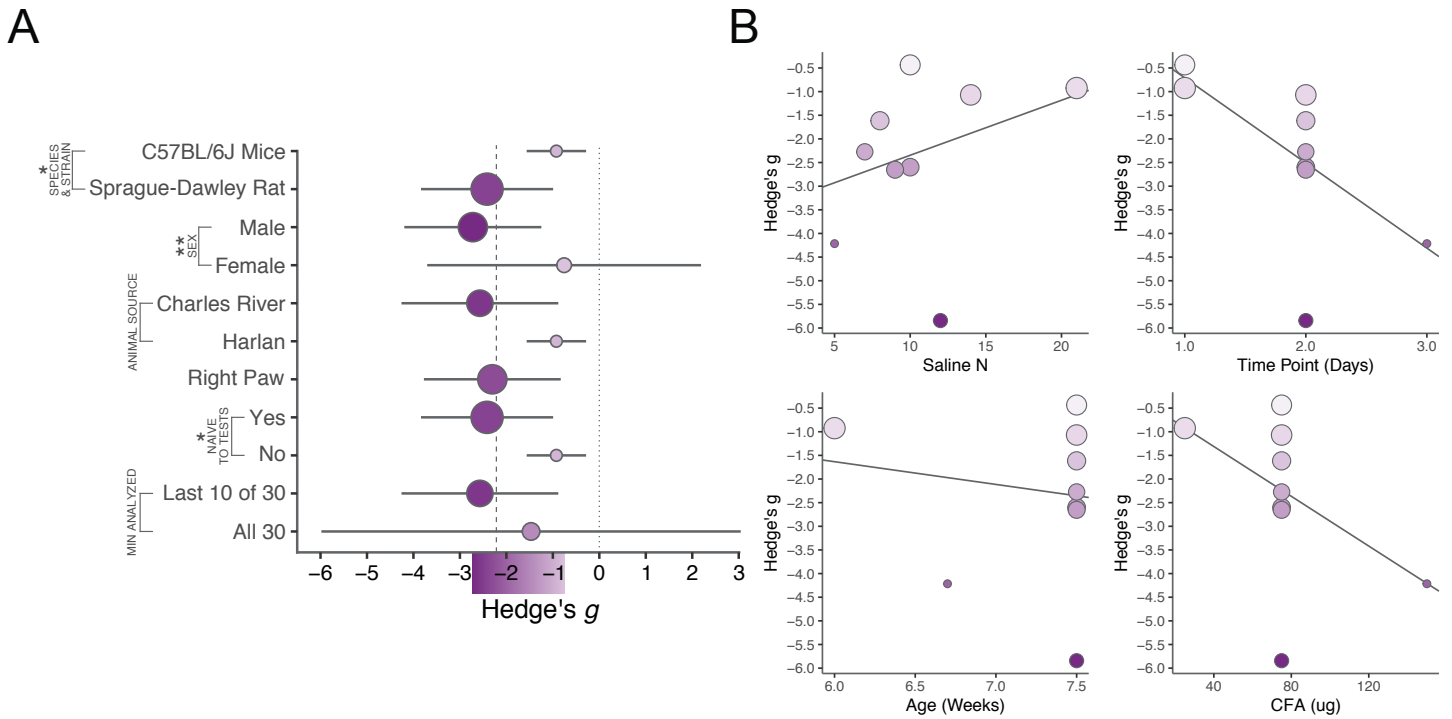 A
*
SPECIES
& STRAIN
C57BL/6J Mice
Sprague-Dawley Rat
**
SEX
Male
Female
ANIMAL SOURCE
Charles River
Harlan
Right Paw
*
NAIVE
TO TESTS
Yes
No
MIN ANALYZED
Last 10 of 30
All 30
−6 −5 −4 −3 −2 −1 0 1 2 3
Hedge's g
B
Hedge's g
−0.5
−1.0
−1.5
−2.0
−2.5
−3.0
−3.5
−4.0
−4.5
−5.0
−5.5
−6.0
5 10 15 20
Saline N
Hedge's g
−0.5
−1.0
−1.5
−2.0
−2.5
−3.0
−3.5
−4.0
−4.5
−5.0
−5.5
−6.0
1.0 2.0 3.0
Time Point (Days)
Hedge's g
−0.5
−1.0
−1.5
−2.0
−2.5
−3.0
−3.5
−4.0
−4.5
−5.0
−5.5
−6.0
6.0 6.5 7.0 7.5
Age (Weeks)
Hedge's g
−0.5
−1.0
−1.5
−2.0
−2.5
−3.0
−3.5
−4.0
−4.5
−5.0
−5.5
−6.0
40 80 120
CFA (ug)